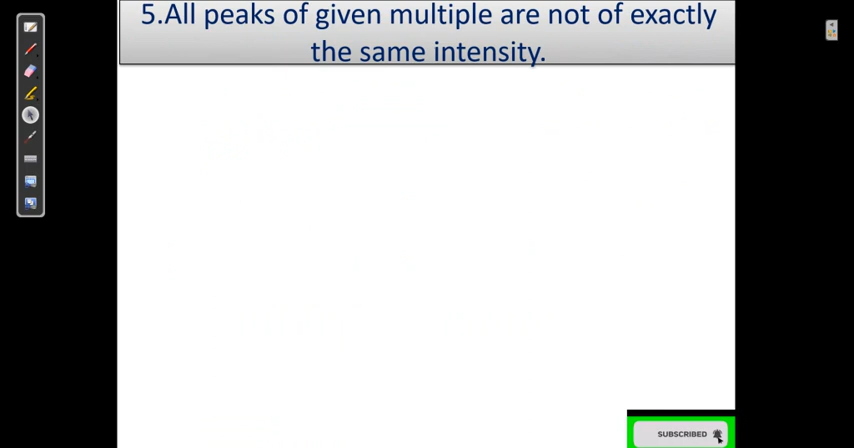 5.All peaks of given multiple are not of exactly
the same intensity.
SUBSCRIBED